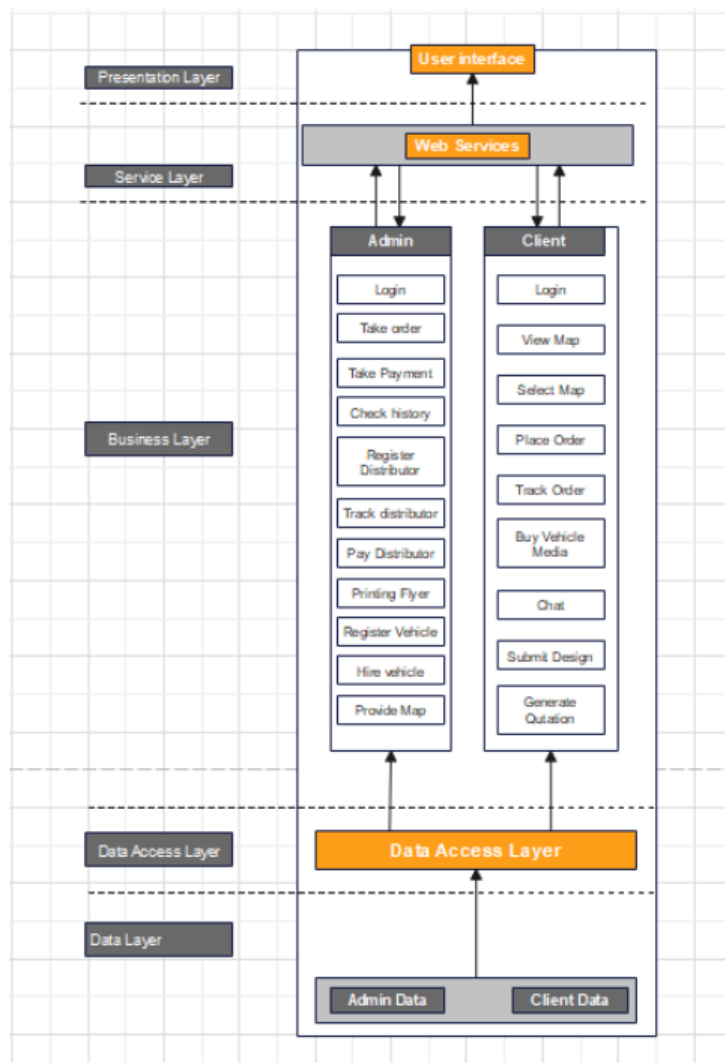 User interface
Presentation Layer
Web Services
Service Layer
Admin
Client
Login
Take order
Take Payment
Check history
Register
Distributor
Track distributor
Pay Distributor
Printing Flyer
Register Vehicle
Hire vehicle
Provide Map
Login
View Map
Select Map
Place Order
Track Order
Buy Vehicle
Media
Chat
Submit Design
Generate
Qutation
Business Layer
Data Access Layer
Data Access Layer
Data Layer
Admin Data
Client Data